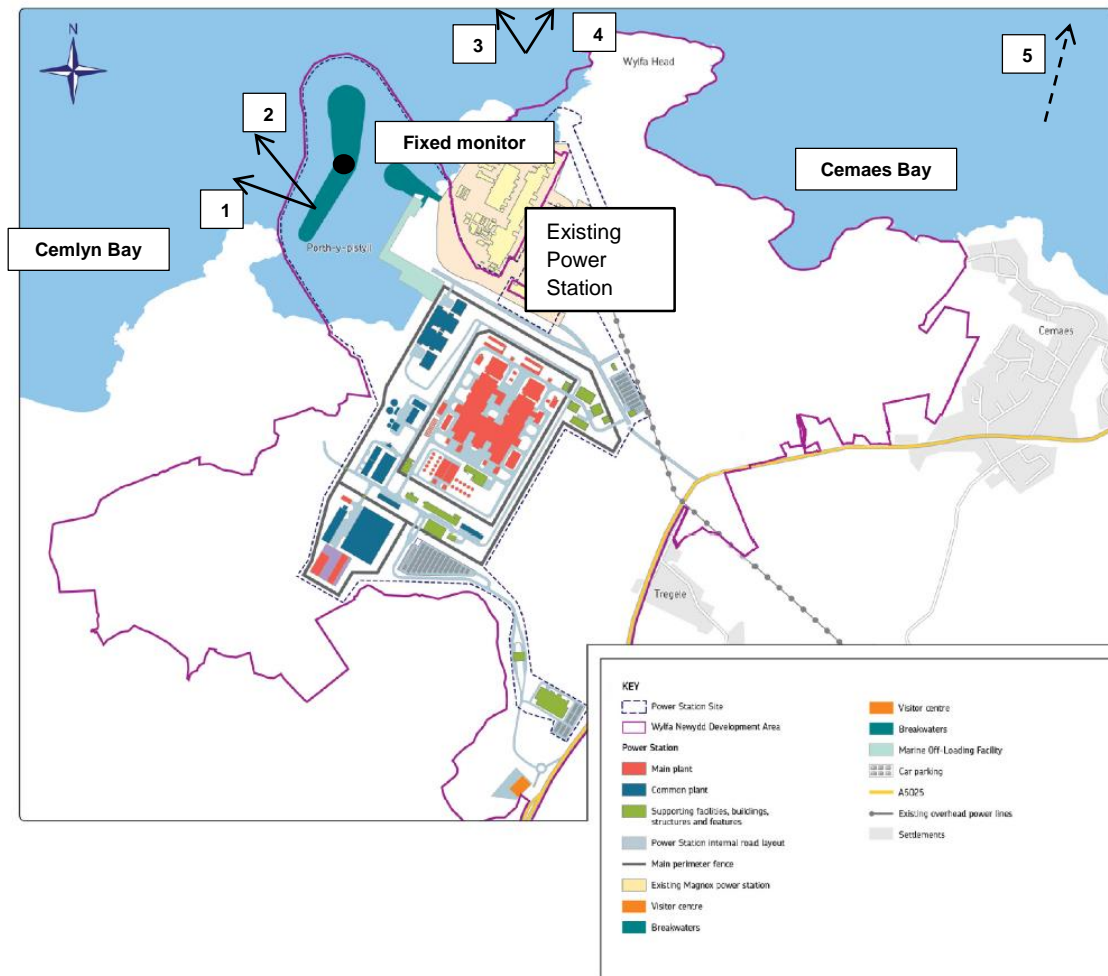 3
4
Wylfa Head
5
2
Fixed monitor
Cemaes Bay
1
Cemlyn Bay
Porth-y-pistyll
Existing
Power
Station
Cemaes
Tregele
KEY
Power Station Site
Wylfa Newydd Development Area
Power Station
Main plant
Common plant
Supporting facilities, buildings,
structures and features
Power Station internal road layout
Main perimeter fence
Existing Magnox power station
Visitor centre
Breakwaters
Visitor centre
Breakwaters
Marine Off-Loading Facility
Car parking
A5025
Existing overhead power lines
Settlements